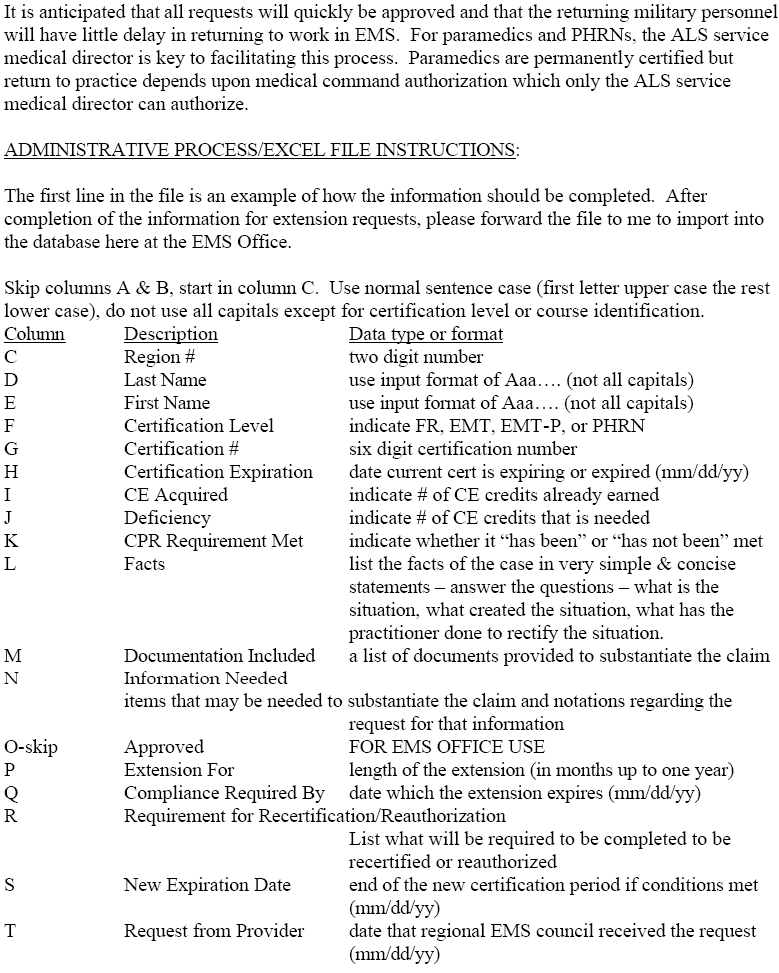 It is anticipated that all requests will quickly be approved and that the returning military personnel
will have little delay in returning to work in EMS.  For paramedics and PHRNs, the ALS service
medical director is key to facilitating this process.  Paramedics are permanently certified but
return to practice depends upon medical command authorization which only the ALS service
medical director can authorize.
ADMINISTRATIVE PROCESS/EXCEL FILE INSTRUCTIONS:
The first line in the file is an example of how the information should be completed.  After
completion of the information for extension requests, please forward the file to me to import into
the database here at the EMS Office.
Skip columns A & B, start in column C.  Use normal sentence case (first letter upper case the rest
lower case), do not use all capitals except for certification level or course identification.
Column Description Data type or format
C Region # two digit number
D Last Name use input format of Aaa…. (not all capitals)
E First Name use input format of Aaa…. (not all capitals)
F Certification Level indicate FR, EMT, EMT-P, or PHRN
G Certification # six digit certification number
H Certification Expiration date current cert is expiring or expired (mm/dd/yy)
I CE Acquired indicate # of CE credits already earned
J Deficiency indicate # of CE credits that is needed
K CPR Requirement Met indicate whether it “has been” or “has not been” met
L Facts list the facts of the case in very simple & concise
statements – answer the questions – what is the
situation, what created the situation, what has the
practitioner done to rectify the situation.
M Documentation Included a list of documents provided to substantiate the claim
N Information Needed
items that may be needed to substantiate the claim and notations regarding the
request for that information
O-skip Approved FOR EMS OFFICE USE
P Extension For length of the extension (in months up to one year)
Q Compliance Required By date which the extension expires (mm/dd/yy)
R Requirement for Recertification/Reauthorization
List what will be required to be completed to be
recertified or reauthorized
S New Expiration Date end of the new certification period if conditions met
(mm/dd/yy)
T Request from Provider date that regional EMS council received the request
(mm/dd/yy)